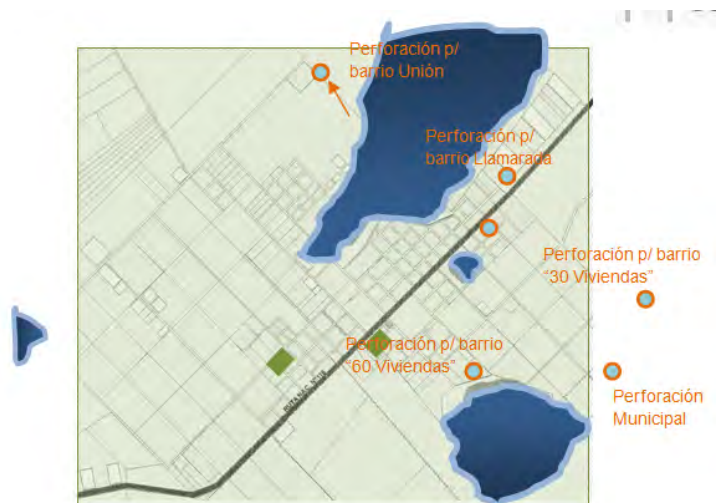 Perforación p/
barrio Unión
Perforación p/
barrio Llamarada
Perforación p/ barrio
“30 Viviendas”
Perforación p/ barrio
“60 Viviendas”
Perforación
Municipal